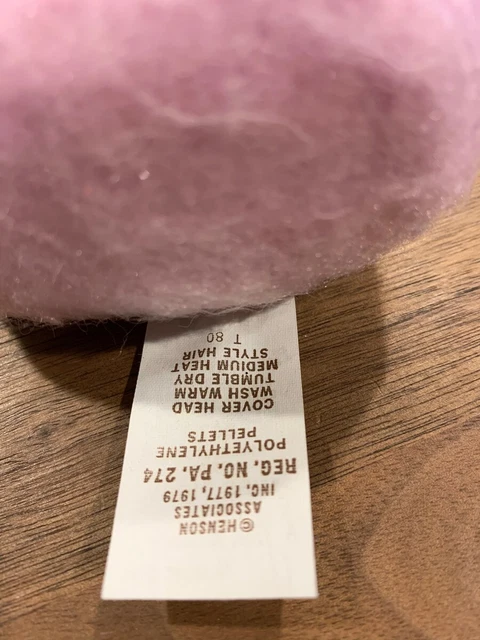 © HENSON
ASSOCIATES
INC. 1977, 1979
REG. NO. PA. 274
POLYETHYLENE
PELLETS
COVER HEAD
WASH WARM
TUMBLE DRY
MEDIUM HEAT
STYLE HAIR
T 80